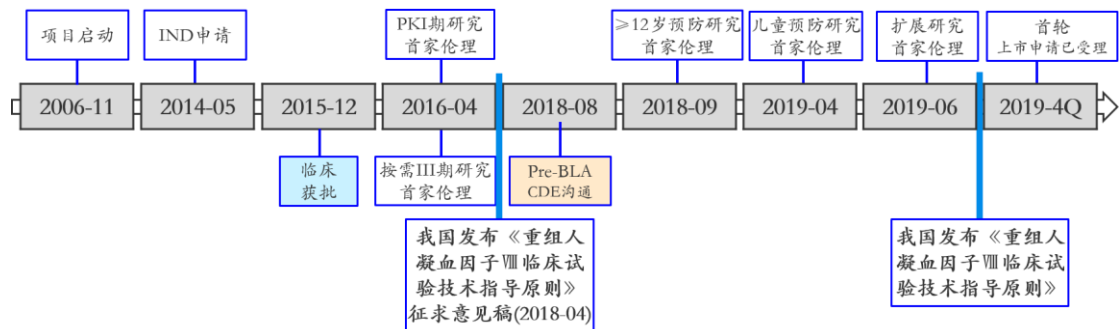 项目启动
IND申请
PKI期研究
首家伦理
≥12岁预防研究
首家伦理
儿童预防研究
首家伦理
扩展研究
首家伦理
首轮
上市申请已受理
2006-11
2014-05
2015-12
2016-04
2018-08
2018-09
2019-04
2019-06
2019-4Q
临床
获批
按需III期研究
首家伦理
Pre-BLA
CDE沟通
我国发布《重组人
凝血因子Ⅷ临床试
验技术指导原则》
征求意见稿(2018-04)
我国发布《重组人
凝血因子Ⅷ临床试
验技术指导原则》